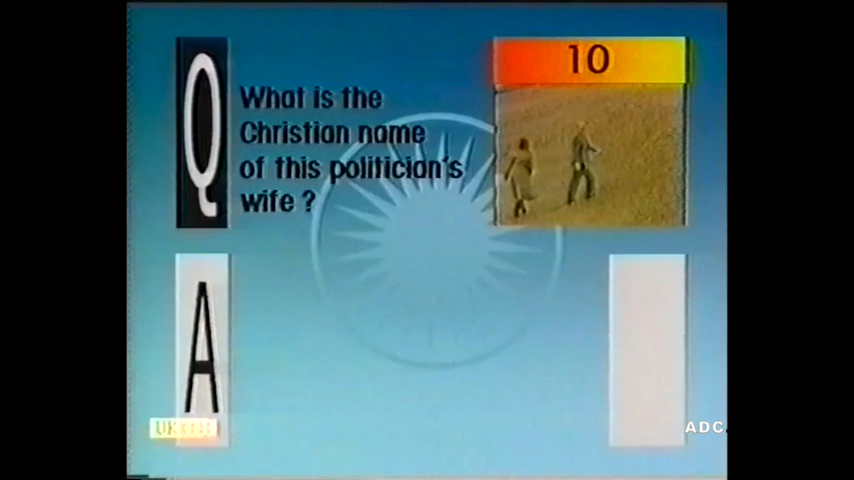 Q
10
What is the
Christian name
of this politician's
wife ?
A
ADC